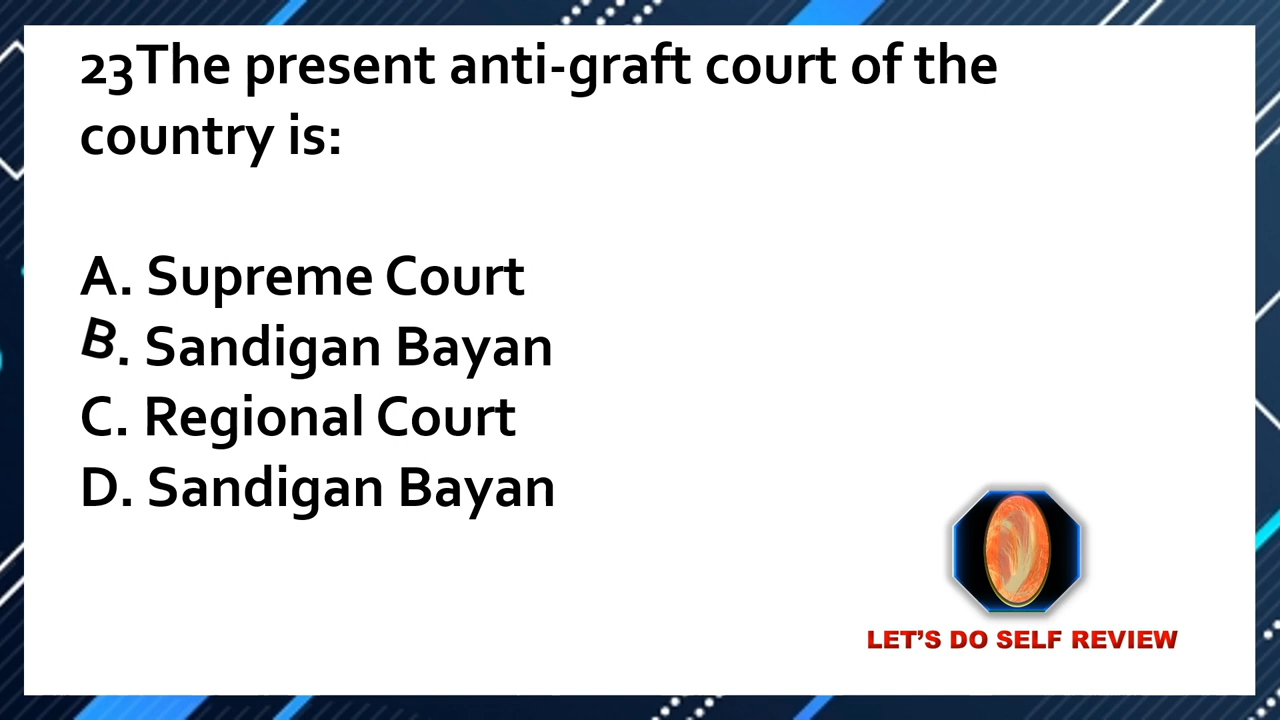 23The present anti-graft court of the
country is:
A. Supreme Court
B. Sandigan Bayan
C. Regional Court
D. Sandigan Bayan
LET'S DO SELF REVIEW